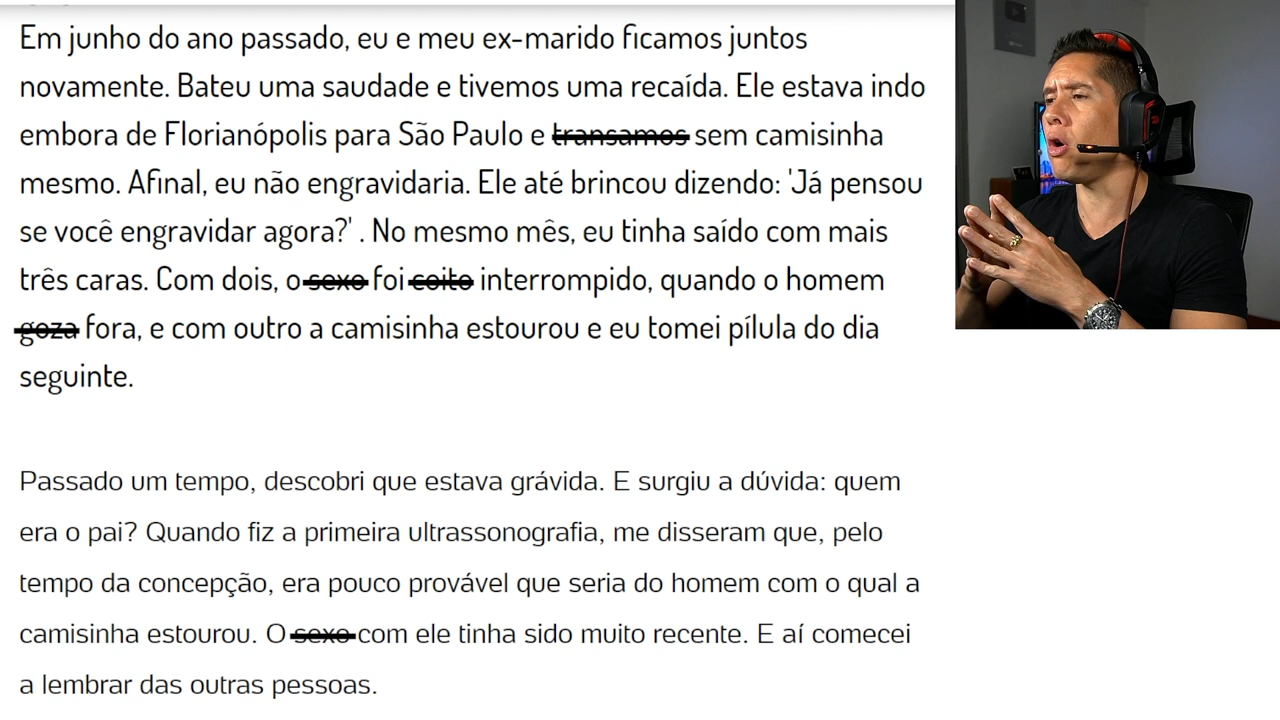 Em junho do ano passado, eu e meu ex-marido ficamos juntos
novamente. Bateu uma saudade e tivemos uma recaída. Ele estava indo
embora de Florianópolis para São Paulo e transamos sem camisinha
mesmo. Afinal, eu não engravidaria. Ele até brincou dizendo: 'Já pensou
se você engravidar agora?' . No mesmo mês, eu tinha saído com mais
três caras. Com dois, o sexo foi coito interrompido, quando o homem
goza fora, e com outro a camisinha estourou e eu tomei pílula do dia
seguinte.
Passado um tempo, descobri que estava grávida. E surgiu a dúvida: quem
era o pai? Quando fiz a primeira ultrassonografia, me disseram que, pelo
tempo da concepção, era pouco provável que seria do homem com o qual a
camisinha estourou. O sexo com ele tinha sido muito recente. E aí comecei
a lembrar das outras pessoas.